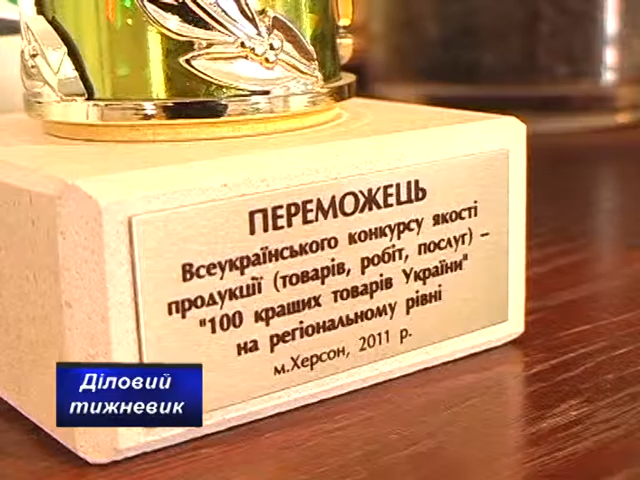 ПЕРЕМОЖЕЦЬ
Всеукраїнського конкурсу якості
продукції (товарів, робіт, послуг) –
"100 кращих товарів України"
на регіональному рівні
м.Херсон, 2011 р.
Діловий
тижневик